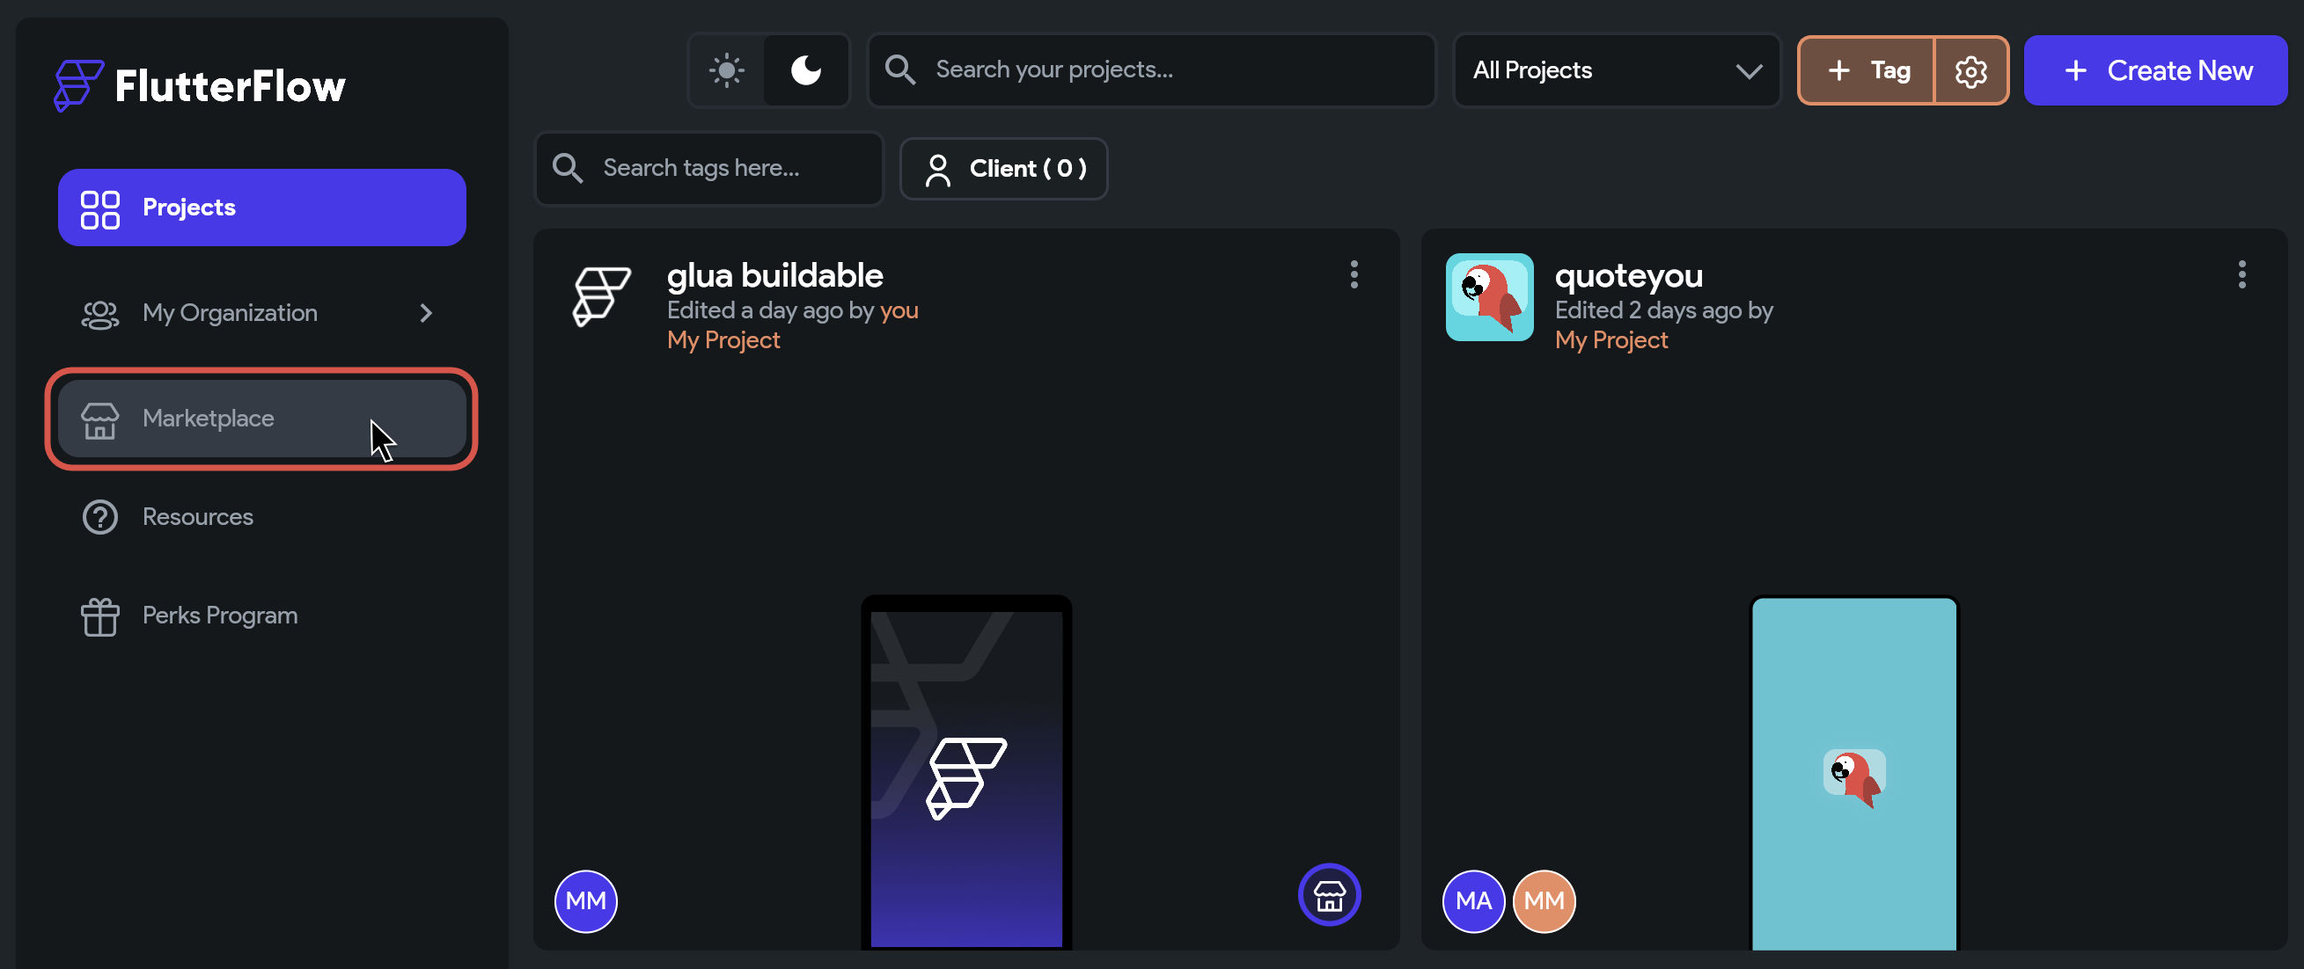 FlutterFlow
Projects
My Organization
Marketplace
Resources
Perks Program
Search your projects...
All Projects
+ Tag
+ Create New
Search tags here...
Client ( 0 )
glua buildable
Edited a day ago by you
My Project
MM
quoteyou
Edited 2 days ago by
My Project
MA
MM